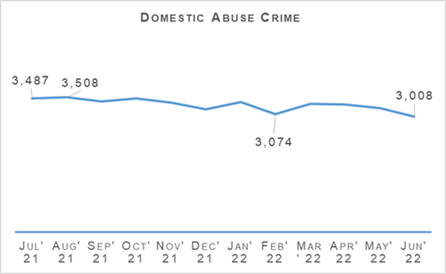 DOMESTIC ABUSE CRIME
3,487
3,508
3,008
3,074
JUL' AUG' SEP' OCT' NOV' DEC' JAN' FEB' MAR APR' MAY' JUN'
21 21 21 21 21 21 22 22 ' 22 22 22 22